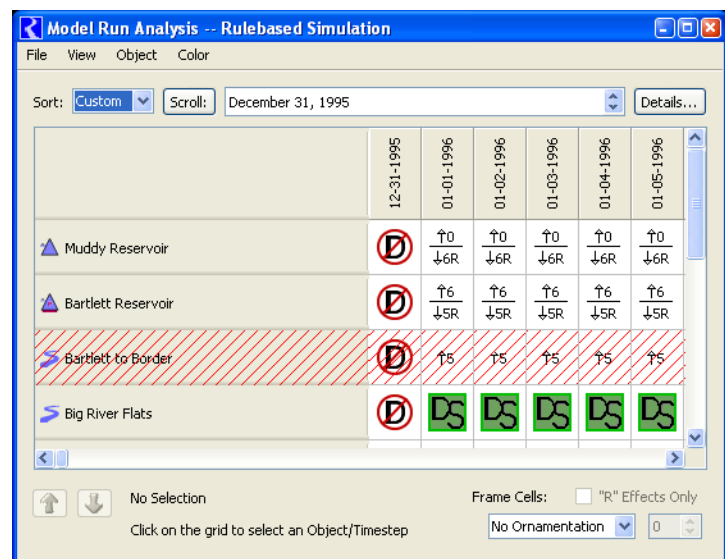 Model Run Analysis -- Rulebased Simulation
File View Object Color
Sort: Custom Scroll: December 31, 1995 Details...
12-31-1995 01-01-1996 01-02-1996 01-03-1996 01-04-1996 01-05-1996
Muddy Reservoir D ↑0 ↑0 ↑0 ↑0 ↑0
↓6R ↓6R ↓6R ↓6R ↓6R
Bartlett Reservoir D ↑6 ↑6 ↑6 ↑6 ↑6
↓5R ↓5R ↓5R ↓5R ↓5R
Bartlett to Border D ↑5 ↑5 ↑5 ↑5 ↑5
Big River Flats D DS DS DS DS DS
No Selection Frame Cells: "R" Effects Only
Click on the grid to select an Object/Timestep No Ornamentation 0